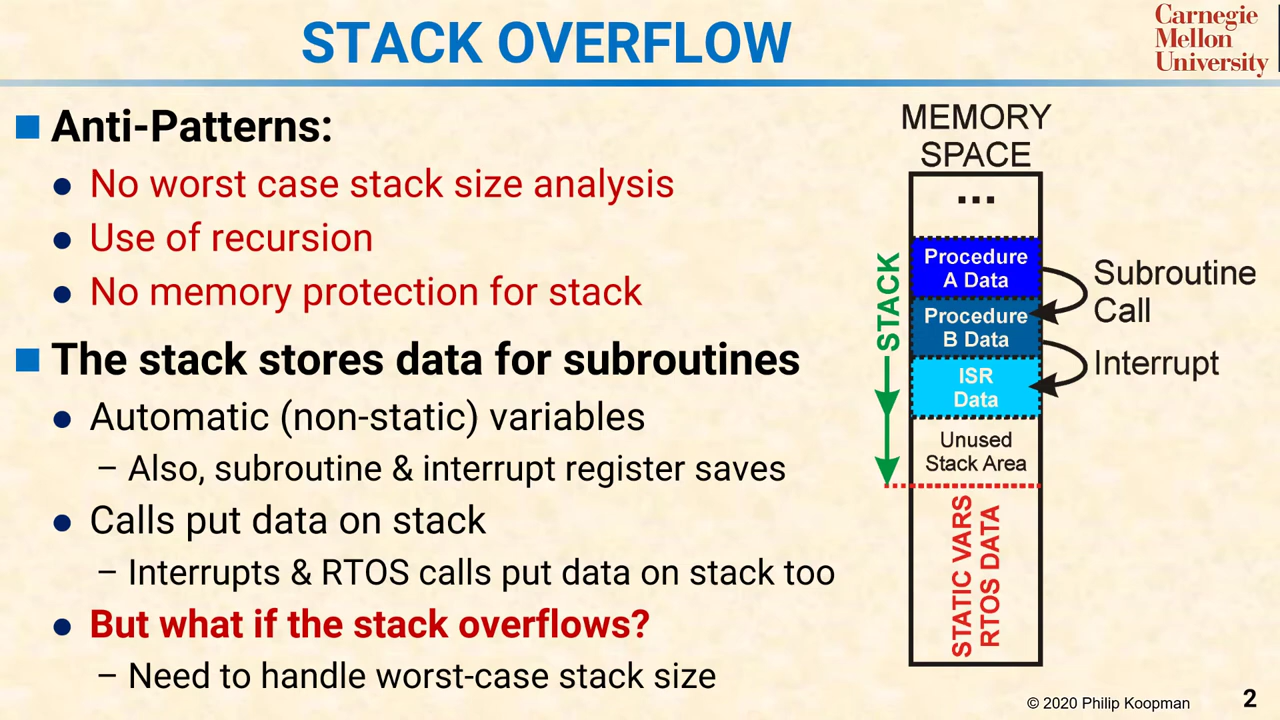 STACK OVERFLOW
Carnegie
Mellon
University
Anti-Patterns:
No worst case stack size analysis
Use of recursion
No memory protection for stack
The stack stores data for subroutines
Automatic (non-static) variables
– Also, subroutine & interrupt register saves
Calls put data on stack
– Interrupts & RTOS calls put data on stack too
But what if the stack overflows?
– Need to handle worst-case stack size
MEMORY
SPACE
...
STACK
Procedure
A Data
Procedure
B Data
ISR
Data
Unused
Stack Area
STATIC VARS
RTOS DATA
Subroutine
Call
Interrupt
© 2020 Philip Koopman
2